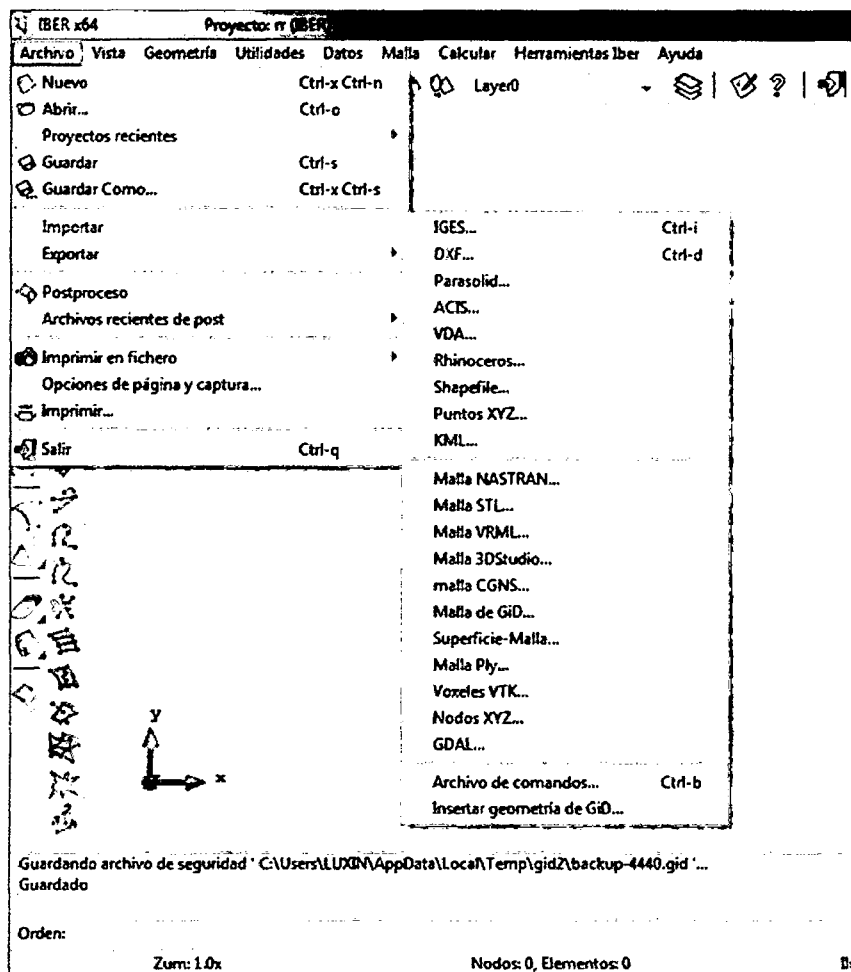 IBER x64 Proyecto: rr (IBER)
Archivo Vista Geometría Utilidades Datos Malla Calcular Herramientas Iber Ayuda
Nuevo Ctrl-x Ctrl-n
Layer0
Abrir... Ctrl-o
Proyectos recientes
Guardar Ctrl-s
Guardar Como... Ctrl-x Ctrl-s
Importar
Exportar
Postproceso
Archivos recientes de post
Imprimir en fichero
Opciones de página y captura...
Imprimir...
Salir Ctrl-q
IGES... Ctrl-i
DXF... Ctrl-d
Parasolid...
ACIS...
VDA...
Rhinoceros...
Shapefile...
Puntos XYZ...
KML...
Malla NASTRAN...
Malla STL...
Malla VRML...
Malla 3DStudio...
malla CGNS...
Malla de GiD...
Superficie-Malla...
Malla Ply...
Voxeles VTK...
Nodos XYZ...
GDAL...
Archivo de comandos... Ctrl-b
Insertar geometría de GiD...
y
x
Guardando archivo de seguridad ' C:\Users\LUXIN\AppData\Local\Temp\gid2\backup-4440.gid '...
Guardado
Orden:
Zum: 1.0x Nodos: 0, Elementos: 0